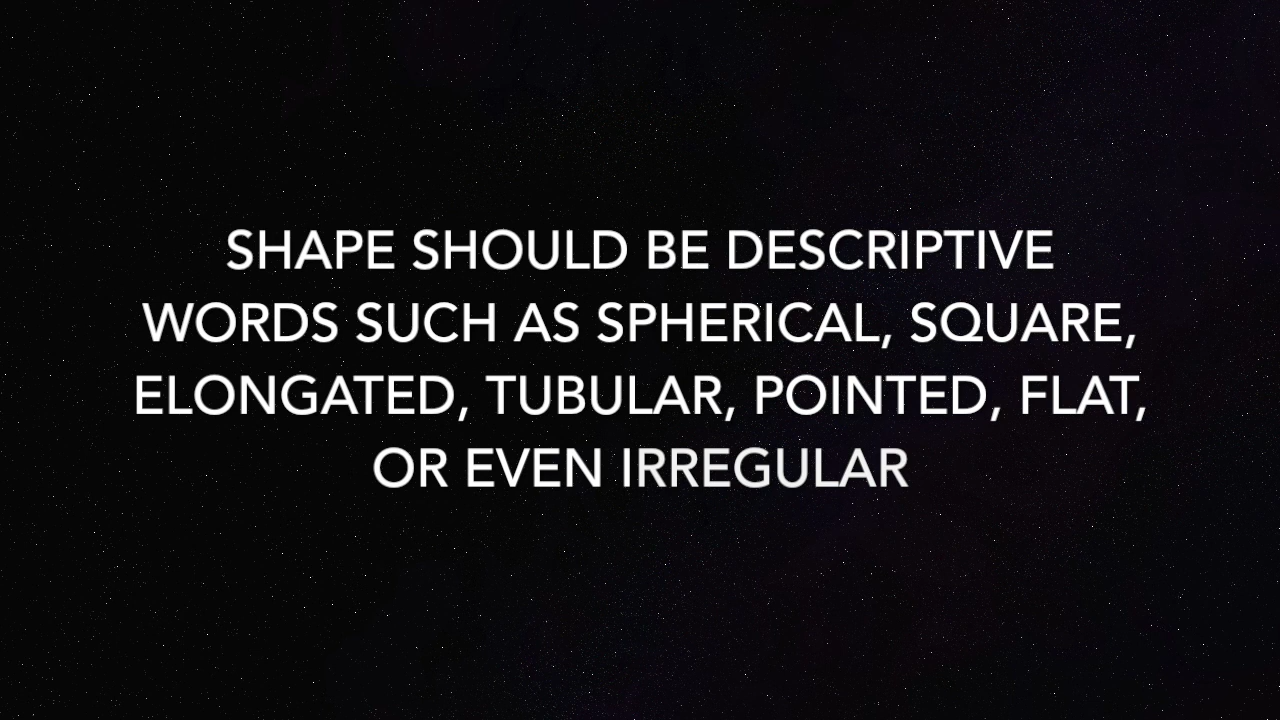 SHAPE SHOULD BE DESCRIPTIVE
WORDS SUCH AS SPHERICAL, SQUARE,
ELONGATED, TUBULAR, POINTED, FLAT,
OR EVEN IRREGULAR